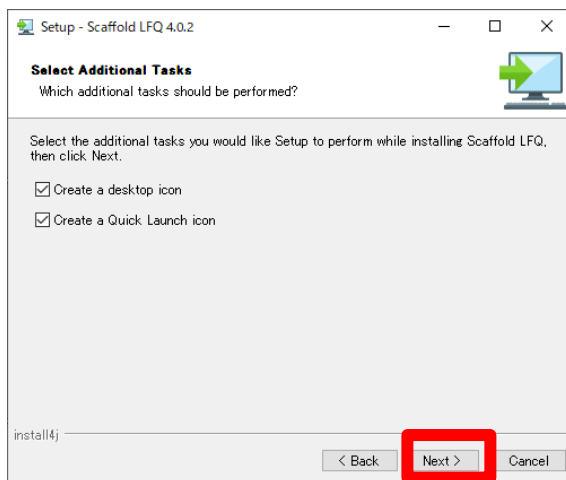 Setup - Scaffold LFQ 4.0.2
Select Additional Tasks
Which additional tasks should be performed?
Select the additional tasks you would like Setup to perform while installing Scaffold LFQ,
then click Next.
Create a desktop icon
Create a Quick Launch icon
install4j
< Back Next > Cancel